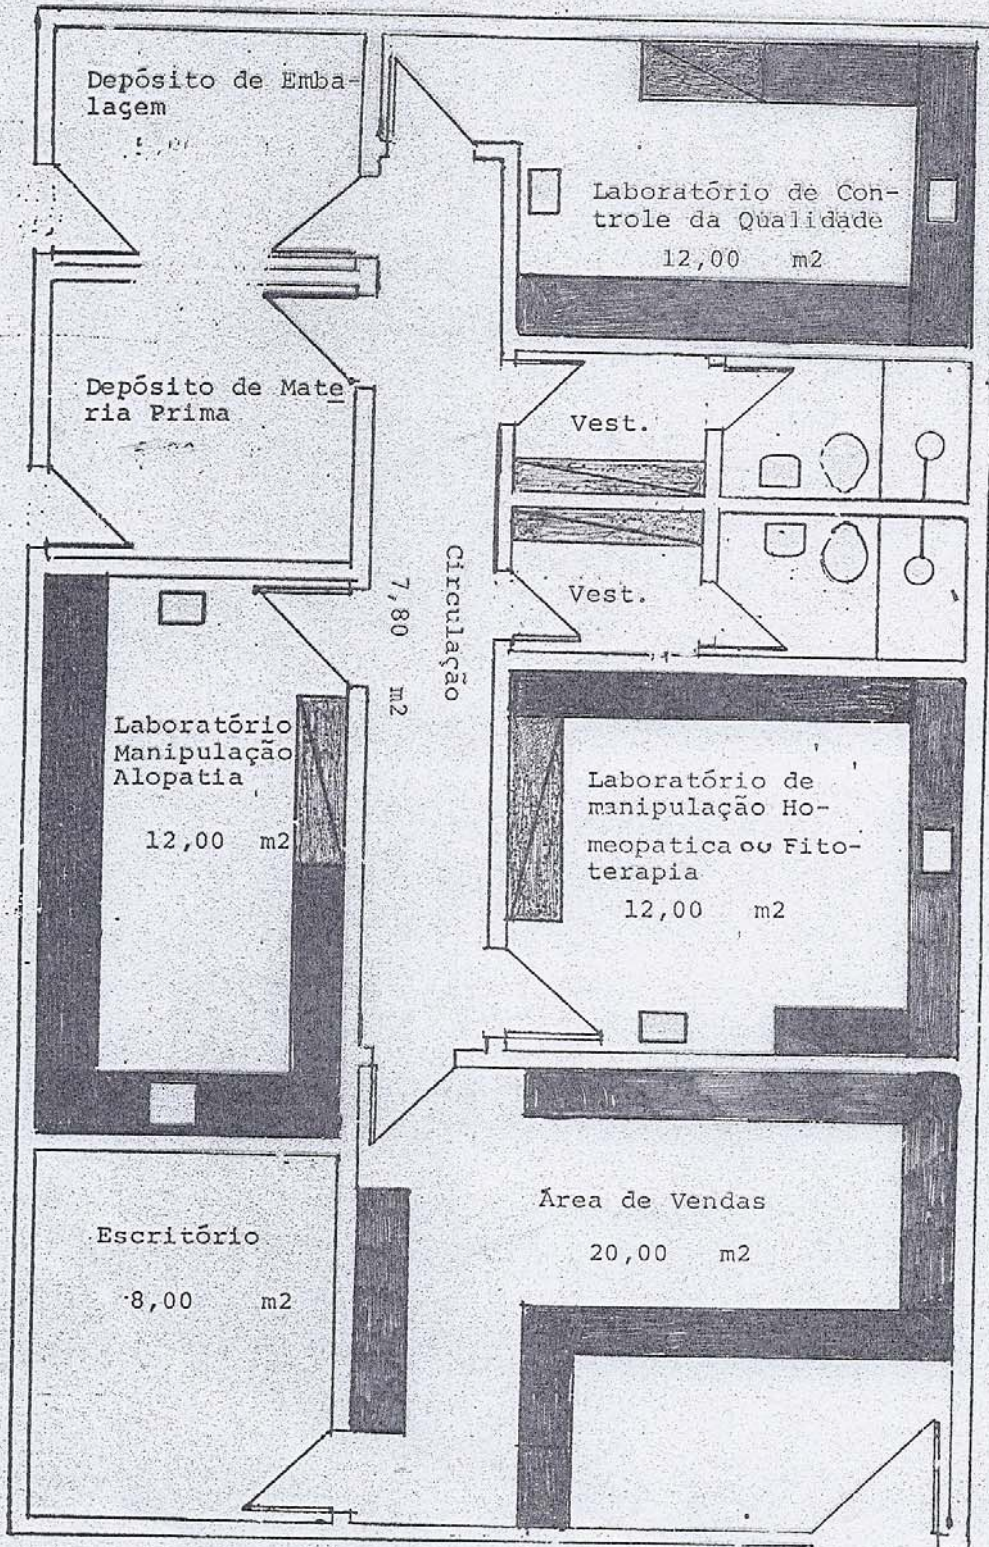 Depósito de Emba-
lagem
Laboratório de Con-
trole da Qualidade
12,00 m2
Depósito de Mate
ria Prima
Vest.
Vest.
Circulação
7,80 m2
Laboratório
Manipulação
Alopatia
12,00 m2
Laboratório de
manipulação Ho-
meopatica ou Fito-
terapia
12,00 m2
Área de Vendas
20,00 m2
Escritório
8,00 m2